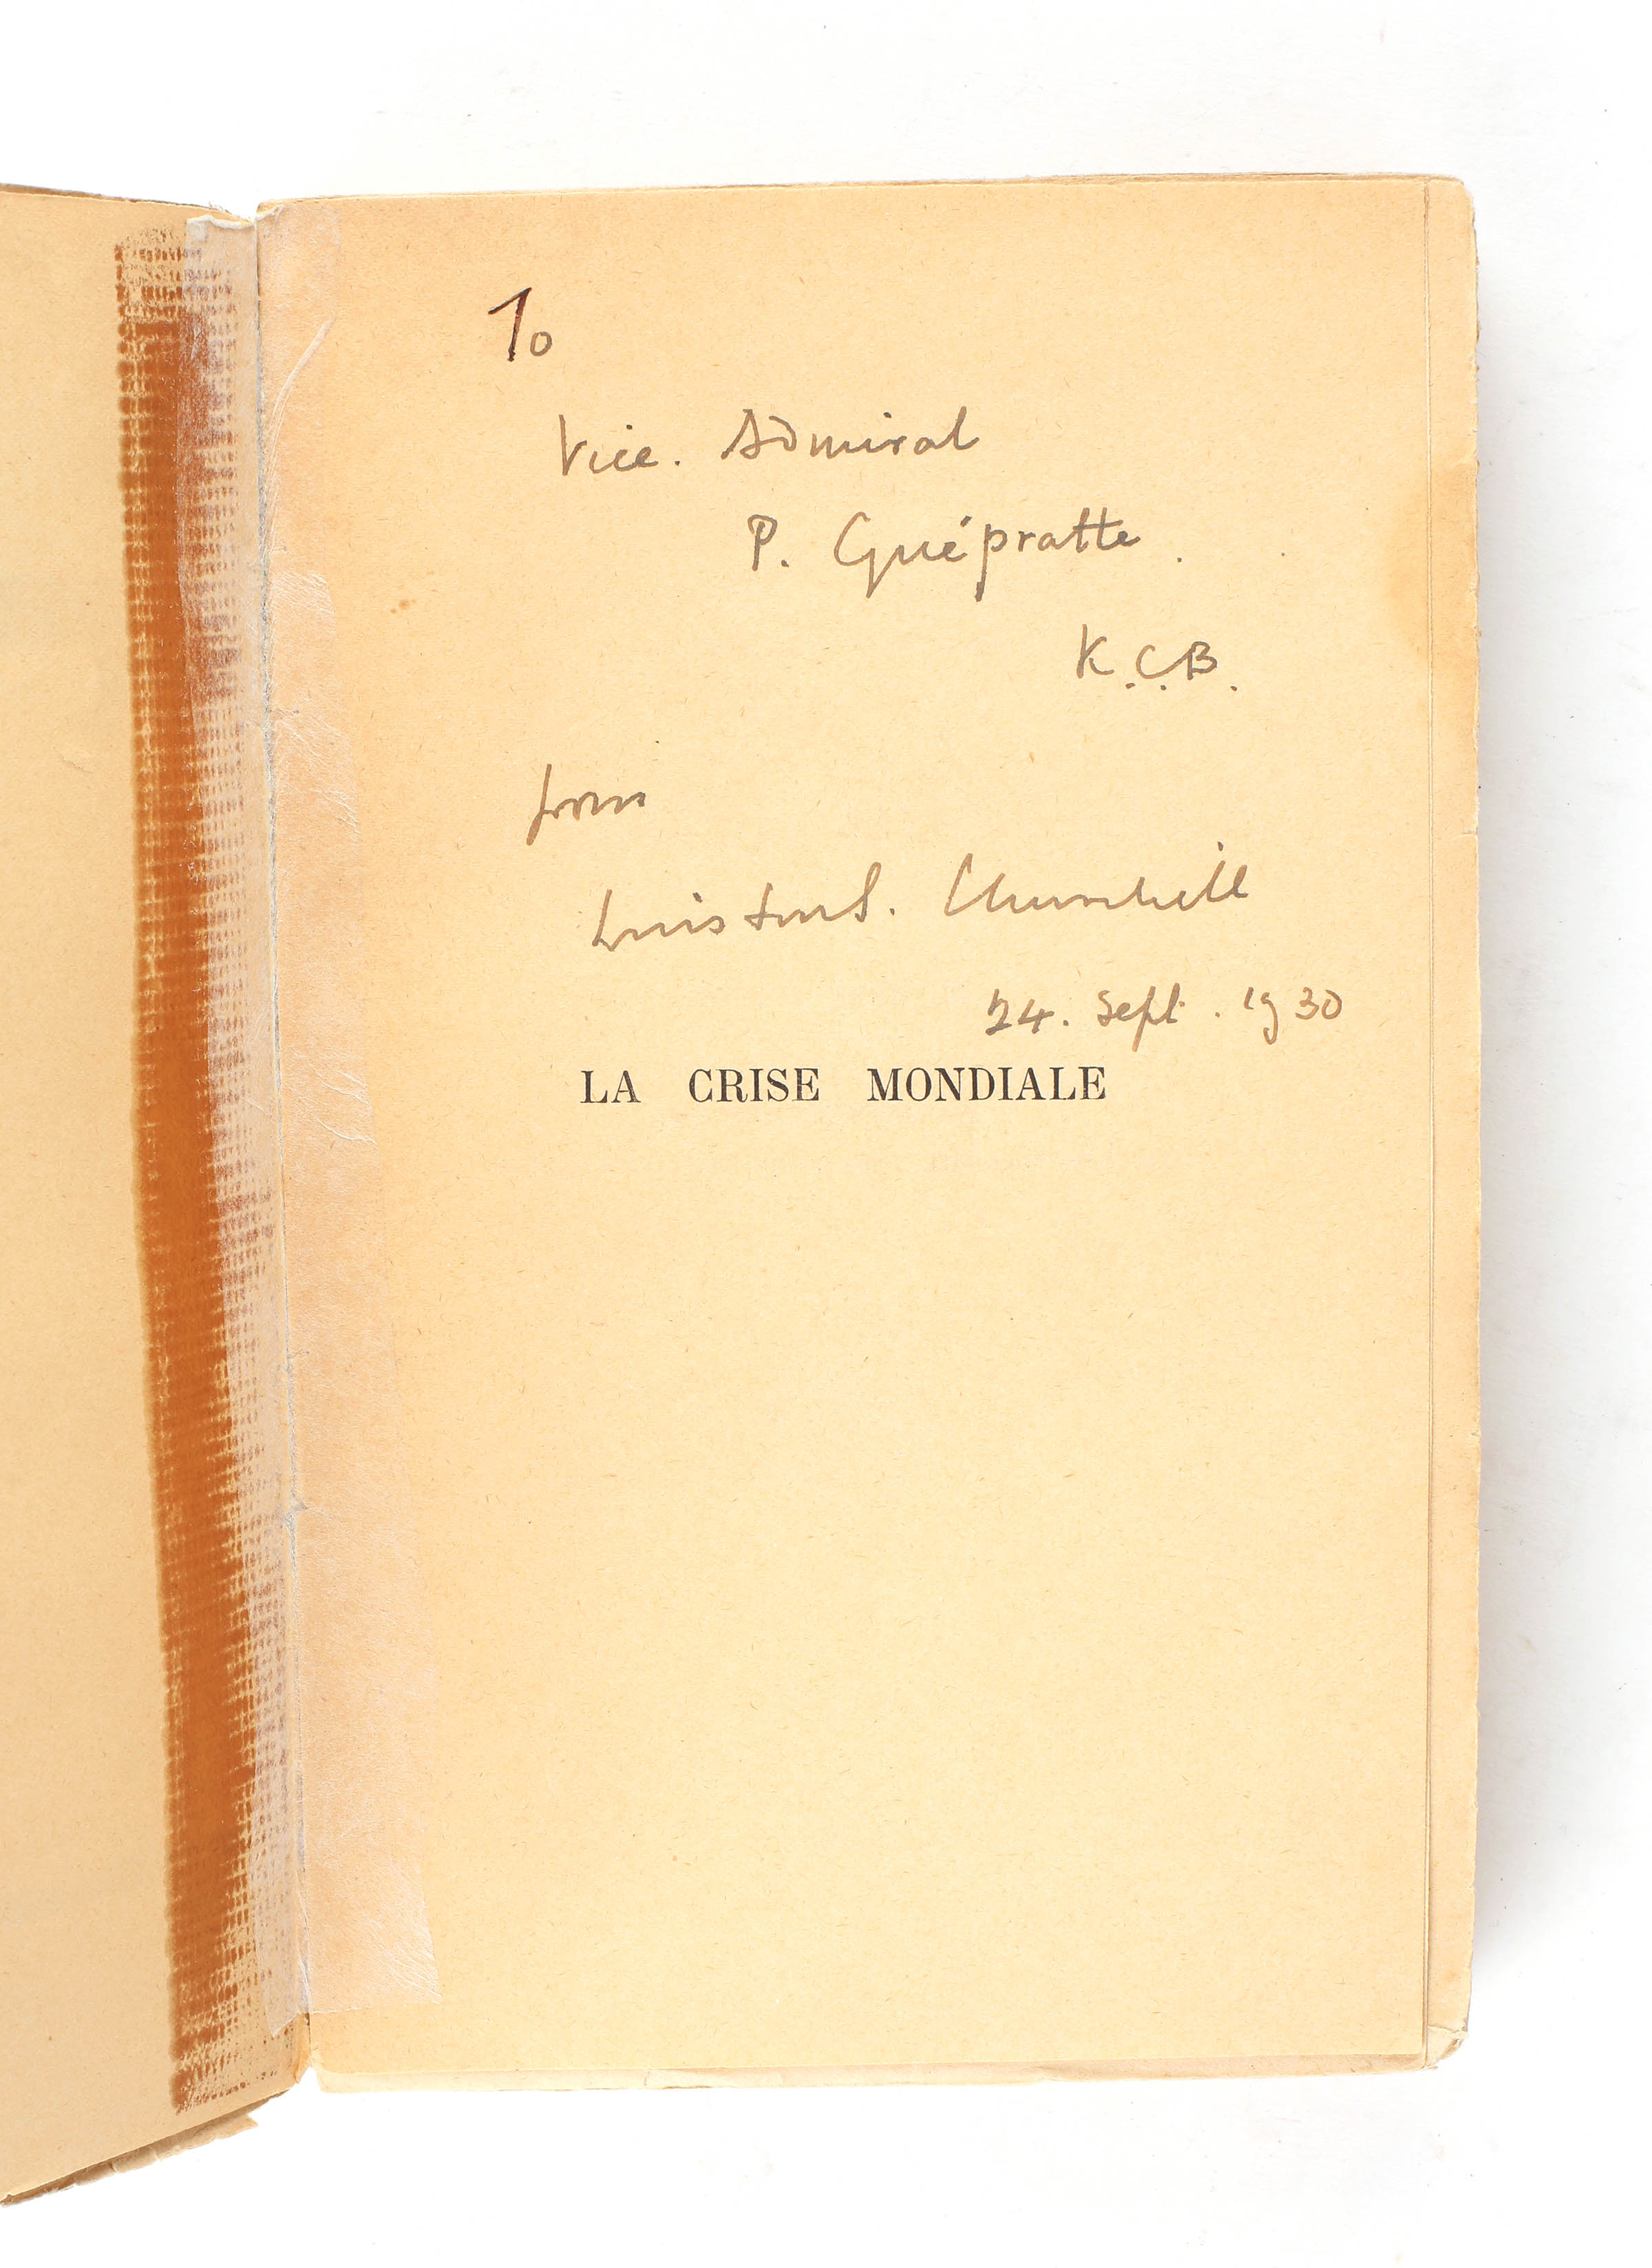 To
Vice. Admiral
P. Guépratte.
K.C.B.
from
Winston S. Churchill
24. Sept. 1930
LA CRISE MONDIALE